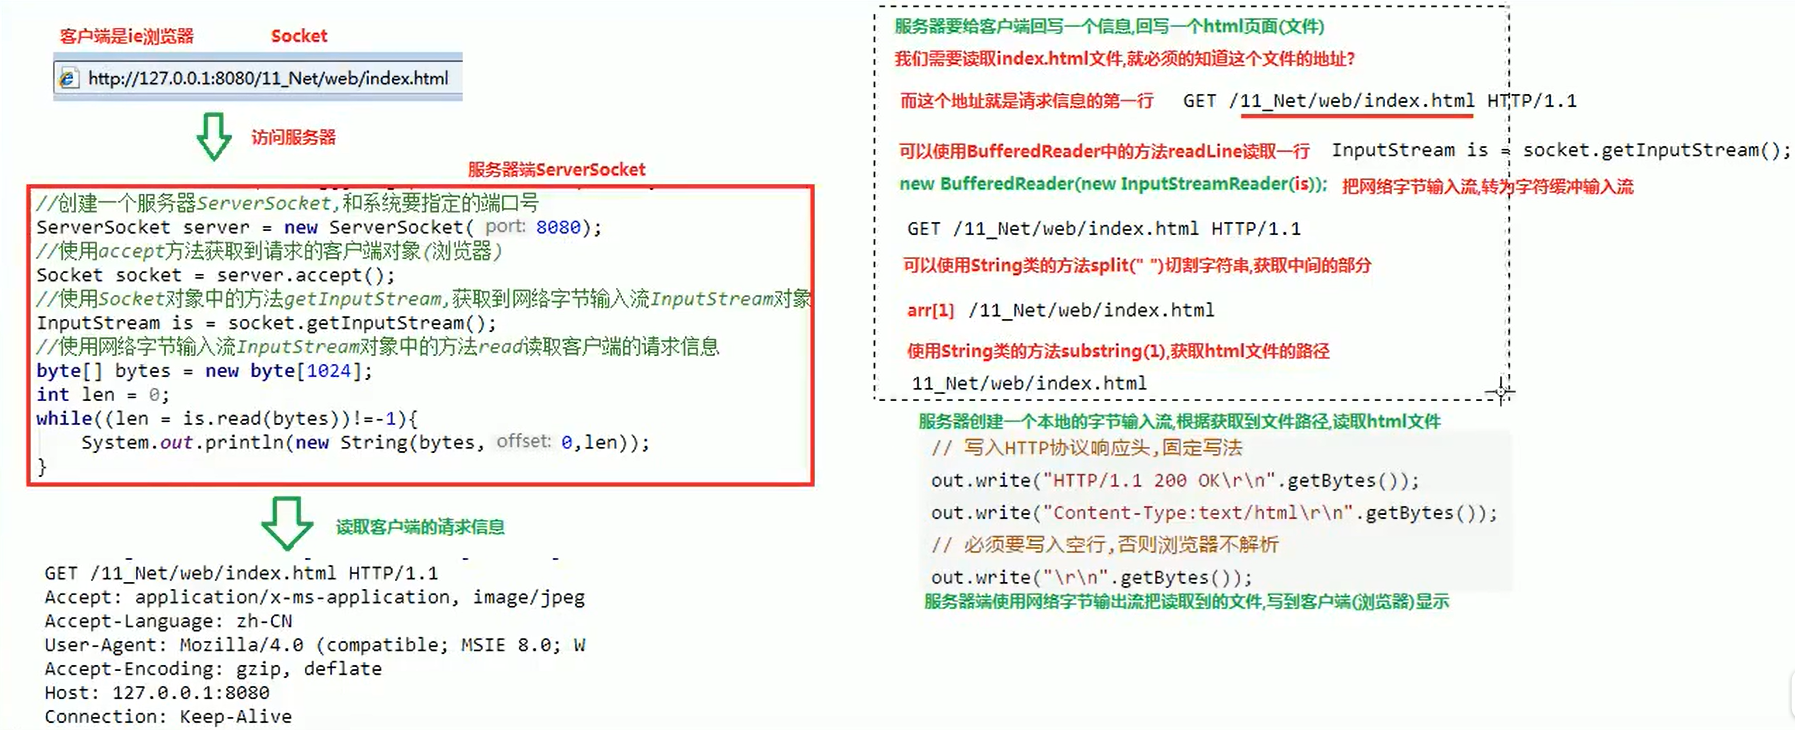 客户端是ie浏览器 Socket
http://127.0.0.1:8080/11_Net/web/index.html
访问服务器
服务器端ServerSocket
//创建一个服务器ServerSocket,和系统要指定的端口号
ServerSocket server = new ServerSocket( port: 8080);
//使用accept方法获取到请求的客户端对象(浏览器)
Socket socket = server.accept();
//使用Socket对象中的方法getInputStream,获取到网络字节输入流InputStream对象
InputStream is = socket.getInputStream();
//使用网络字节输入流InputStream对象中的方法read读取客户端的请求信息
byte[] bytes = new byte[1024];
int len = 0;
while((len = is.read(bytes))!=-1){
System.out.println(new String(bytes, offset: 0,len));
}
读取客户端的请求信息
GET /11_Net/web/index.html HTTP/1.1
Accept: application/x-ms-application, image/jpeg
Accept-Language: zh-CN
User-Agent: Mozilla/4.0 (compatible; MSIE 8.0; W
Accept-Encoding: gzip, deflate
Host: 127.0.0.1:8080
Connection: Keep-Alive
服务器要给客户端回写一个信息,回写一个html页面(文件)
我们需要读取index.html文件,就必须的知道这个文件的地址?
而这个地址就是请求信息的第一行 GET /11_Net/web/index.html HTTP/1.1
可以使用BufferedReader中的方法readLine读取一行 InputStream is = socket.getInputStream();
new BufferedReader(new InputStreamReader(is)); 把网络字节输入流,转为字符缓冲输入流
GET /11_Net/web/index.html HTTP/1.1
可以使用String类的方法split(" ")切割字符串,获取中间的部分
arr[1] /11_Net/web/index.html
使用String类的方法substring(1),获取html文件的路径
11_Net/web/index.html
服务器创建一个本地的字节输入流,根据获取到文件路径,读取html文件
// 写入HTTP协议响应头,固定写法
out.write("HTTP/1.1 200 OK\r\n".getBytes());
out.write("Content-Type:text/html\r\n".getBytes());
// 必须要写入空行,否则浏览器不解析
out.write("\r\n".getBytes());
服务器端使用网络字节输出流把读取到的文件,写到客户端(浏览器)显示